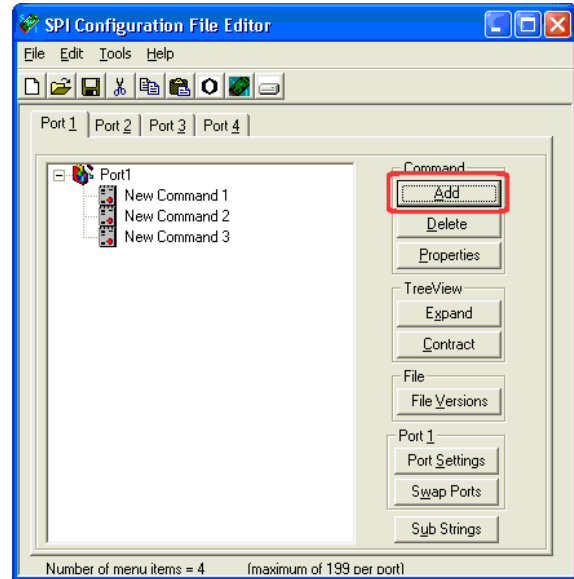 SPI Configuration File Editor
File Edit Tools Help
Port 1 Port 2 Port 3 Port 4
Port1
New Command 1
New Command 2
New Command 3
Command
Add
Delete
Properties
TreeView
Expand
Contract
File
File Versions
Port 1
Port Settings
Swap Ports
Sub Strings
Number of menu items = 4 (maximum of 199 per port)